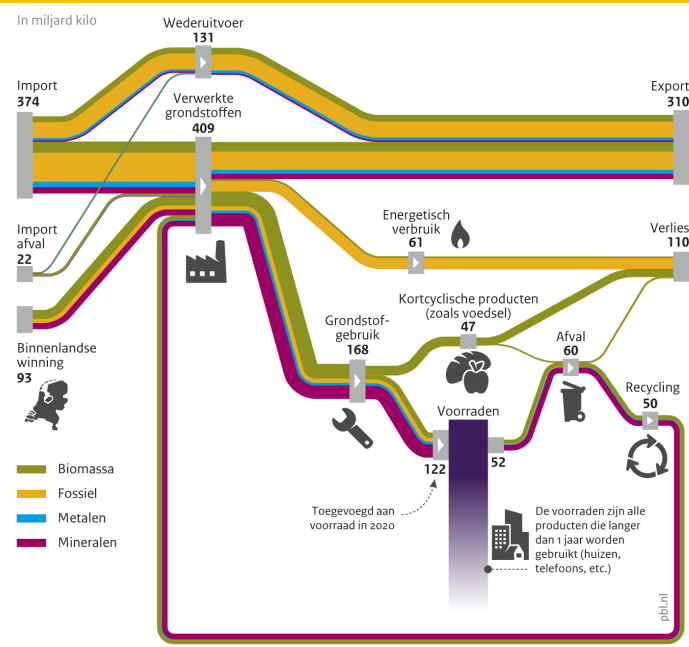 In miljard kilo
Wederuitvoer
131
Import
374
Verwerkte
grondstoffen
409
Export
310
Import
afval
22
Energetisch
verbruik
61
Verlies
110
Binnenlandse
winning
93
Kortcyclische producten
(zoals voedsel)
47
Grondstof-
gebruik
168
Afval
60
Recycling
50
Voorraden
122
52
Biomassa
Fossiel
Metalen
Mineralen
Toegevoegd aan
voorraad in 2020
De voorraden zijn alle
producten die langer
dan 1 jaar worden
gebruikt (huizen,
telefoons, etc.)
pbl.nl